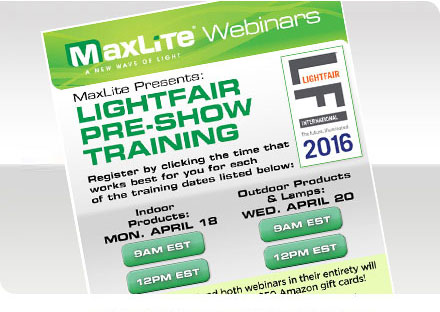 MaxLite® Webinars
A NEW WAVE OF LIGHT
MaxLite Presents:
LIGHTFAIR
PRE-SHOW
TRAINING
LIGHTFAIR
LF
INTERNATIONAL
The future, illuminated
2016
Register by clicking the time that
works best for you for each
of the training dates listed below:
Indoor
Products:
MON. APRIL 18
9AM EST
12PM EST
Outdoor Products
& Lamps:
WED. APRIL 20
9AM EST
12PM EST
both webinars in their entirety will
Amazon gift cards!